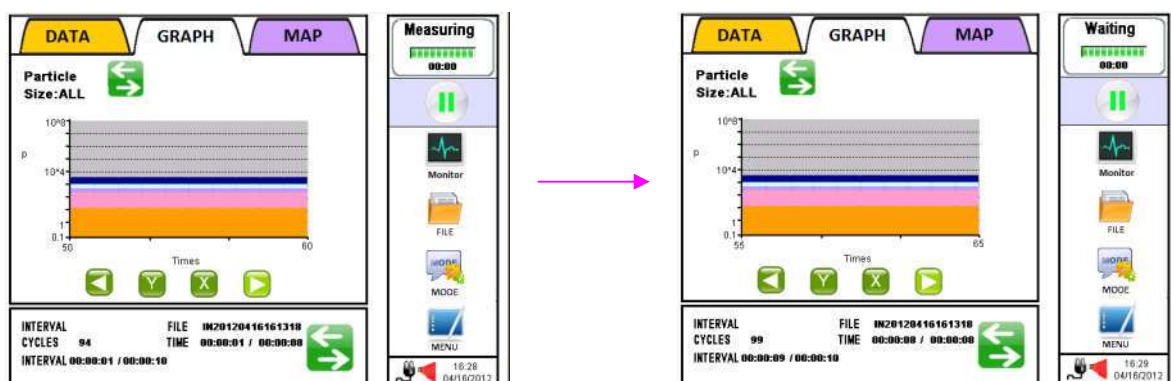 DATA GRAPH MAP
Measuring
00:00
Particle
Size:ALL
10^8
p
10^4
1
0.1
50 60
Times
Y X
Monitor
FILE
MODE
MODE
MENU
INTERVAL FILE IN20120416161318
CYCLES 94 TIME 00:00:01 / 00:00:08
INTERVAL 00:00:01 / 00:00:10
16:28
04/16/2012
DATA GRAPH MAP
Waiting
00:00
Particle
Size:ALL
10^8
p
10^4
1
0.1
55 65
Times
Y X
Monitor
FILE
MODE
MODE
MENU
INTERVAL FILE IN20120416161318
CYCLES 99 TIME 00:00:08 / 00:00:08
INTERVAL 00:00:09 / 00:00:10
16:29
04/16/2012